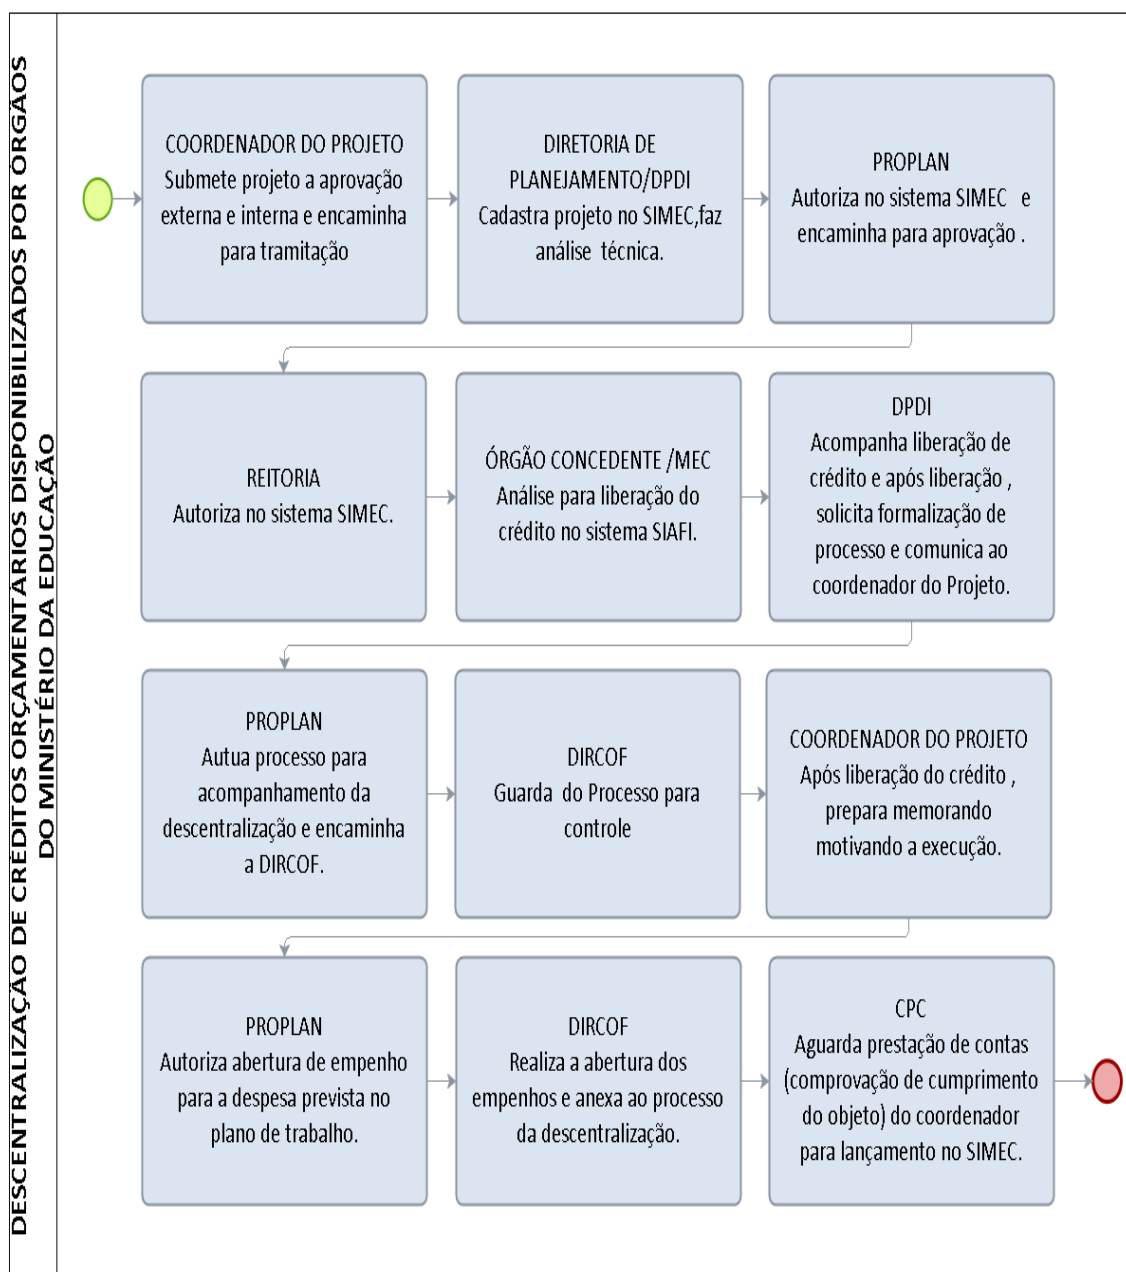 DESCENTRALIZAÇÃO DE CRÉDITOS ORÇAMENTÁRIOS DISPONIBILIZADOS POR ÓRGÃOS
DO MINISTÉRIO DA EDUCAÇÃO
COORDENADOR DO PROJETO
Submete projeto a aprovação
externa e interna e encaminha
para tramitação
DIRETORIA DE
PLANEJAMENTO/DPDI
Cadastra projeto no SIMEC,faz
análise técnica.
PROPLAN
Autoriza no sistema SIMEC e
encaminha para aprovação .
REITORIA
Autoriza no sistema SIMEC.
ÓRGÃO CONCEDENTE /MEC
Análise para liberação do
crédito no sistema SIAFI.
DPDI
Acompanha liberação de
crédito e após liberação ,
solicita formalização de
processo e comunica ao
coordenador do Projeto.
PROPLAN
Autua processo para
acompanhamento da
descentralização e encaminha
a DIRCOF.
DIRCOF
Guarda do Processo para
controle
COORDENADOR DO PROJETO
Após liberação do crédito ,
prepara memorando
motivando a execução.
PROPLAN
Autoriza abertura de empenho
para a despesa prevista no
plano de trabalho.
DIRCOF
Realiza a abertura dos
empenhos e anexa ao processo
da descentralização.
CPC
Aguarda prestação de contas
(comprovação de cumprimento
do objeto) do coordenador
para lançamento no SIMEC.